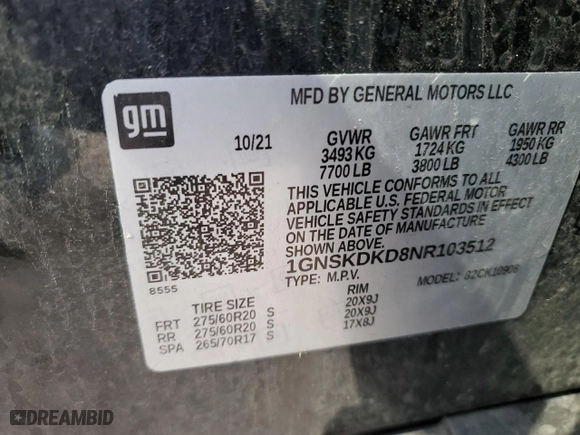 gm
MFD BY GENERAL MOTORS LLC
10/21 GVWR GAWR FRT GAWR RR
3493 KG 1724 KG 1950 KG
7700 LB 3800 LB 4300 LB
THIS VEHICLE CONFORMS TO ALL
APPLICABLE U.S. FEDERAL MOTOR
VEHICLE SAFETY STANDARDS IN EFFECT
ON THE DATE OF MANUFACTURE
SHOWN ABOVE.
1GNSKDKD8NR103512
8555 TYPE: M.P.V. MODEL:
TIRE SIZE RIM
FRT 275/60R20 S 20X9J
RR 275/60R20 S 20X9J
SPA 265/70R17 S 17X8J
DREAMBID